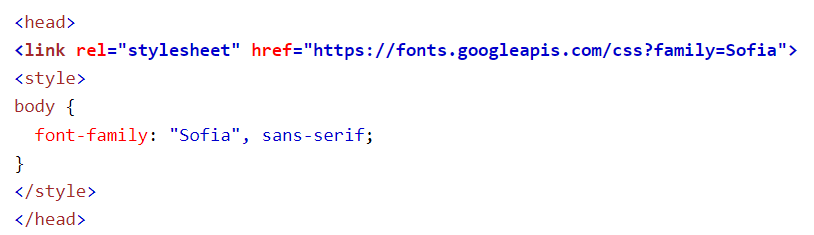 <head>
<link rel="stylesheet" href="https://fonts.googleapis.com/css?family=Sofia">
<style>
body {
  font-family: "Sofia", sans-serif;
}
</style>
</head>